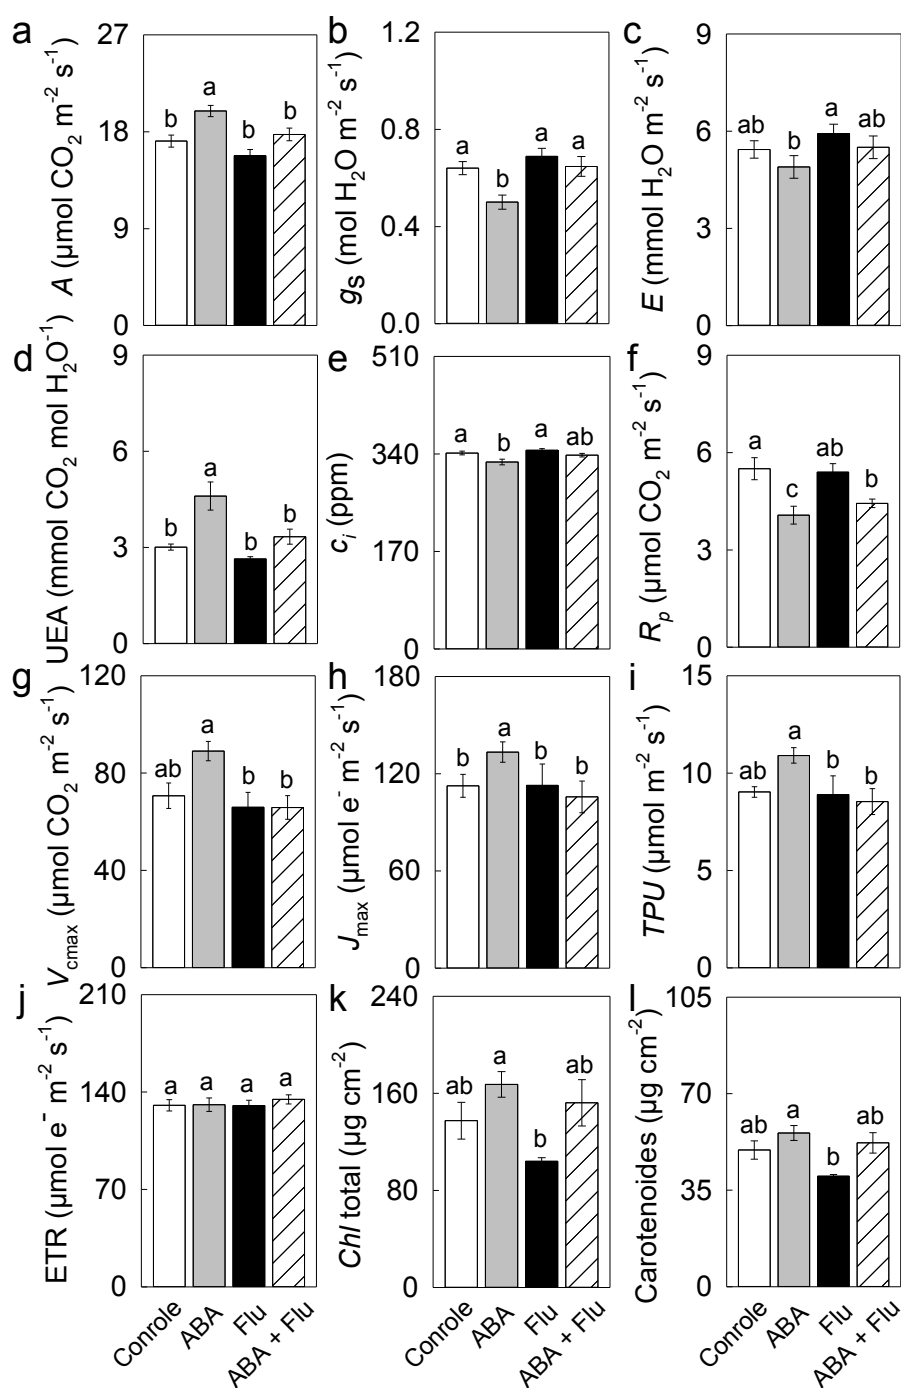 a
A (µmol CO2 m-2 s-1)
27
18
9
0
b
a
b
b
b
gs (mol H2O m-2 s-1)
1.2
0.8
0.4
0.0
a
b
a
a
c
E (mmol H2O m-2 s-1)
9
6
3
0
ab
b
a
ab
d
UEA (mmol CO2 mol H2O-1)
9
6
3
0
b
a
b
b
e
ci (ppm)
510
340
170
0
a
b
a
ab
f
Rp (µmol CO2 m-2 s-1)
9
6
3
0
a
c
ab
b
g
Vcmax (µmol CO2 m-2 s-1)
120
80
40
0
ab
a
b
b
h
Jmax (µmol e- m-2 s-1)
180
120
60
0
b
a
b
b
i
TPU (µmol m-2 s-1)
15
10
5
0
ab
a
b
b
j
ETR (µmol e- m-2 s-1)
210
140
70
0
a
a
a
a
k
Chl total (µg cm-2)
240
160
80
0
ab
a
b
ab
l
Carotenoides (µg cm-2)
105
70
35
0
ab
a
b
ab
Conrole
ABA
Flu
ABA + Flu
Conrole
ABA
Flu
ABA + Flu
Conrole
ABA
Flu
ABA + Flu